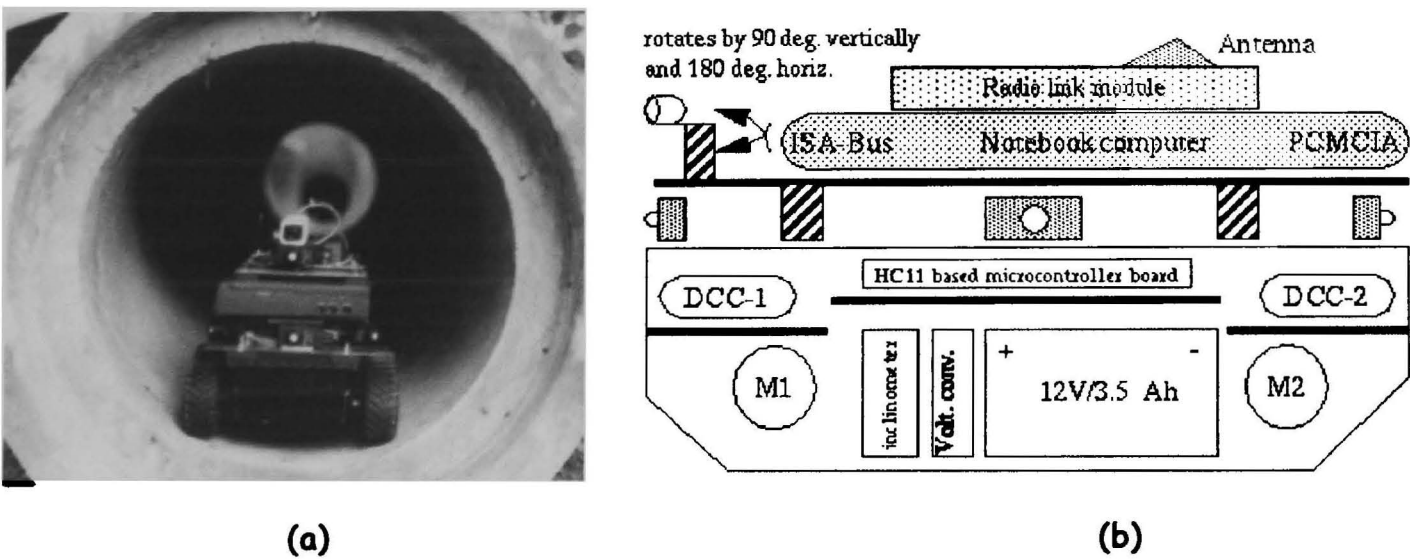 rotates by 90 deg. vertically
and 180 deg. horiz.
Antenna
Radio link module
ISA-Bus Notebook computer PCMCIA
HC11 based microcontroller board
DCC-1 DCC-2
M1 inclinometer Volt. conv. + - 12V/3.5 Ah M2
(a) (b)